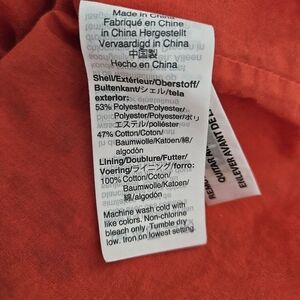 Made in China
Fabriqué en Chine
in China Hergestellt
Vervaardigd in China
中国製
Hecho en China
Shell/Extérieur/Oberstoff/
Buitenkant/シェル/tela
exterior:
53% Polyester/Polyester/
Polyester/Polyester/ポリ
エステル/poliéster
47% Cotton/Coton/
Baumwolle/Katoen/綿/
algodón
Lining/Doublure/Futter/
Voering/ライニング/forro:
100% Cotton/Coton/
Baumwolle/Katoen/綿/
algodón
Machine wash cold with
like colors. Non-chlorine
bleach only. Tumble dry
low. Iron on lowest setting.
ENLEVER AVANT DE